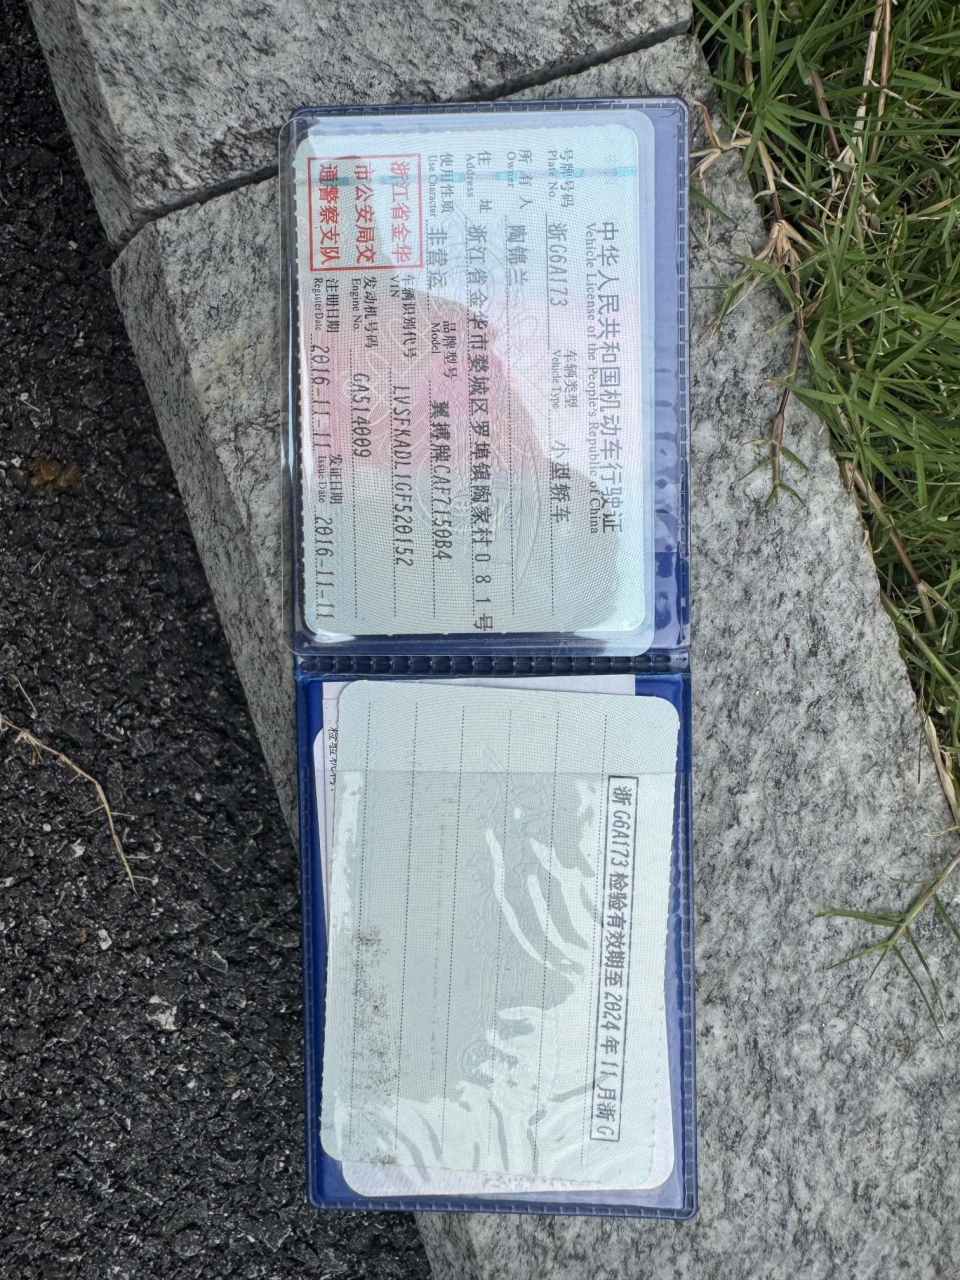 中华人民共和国机动车行驶证
Vehicle License of the People's Republic of China
号牌号码 浙G6A173 车辆类型 小型轿车
Plate No. Vehicle Type
所有人 陶锦兰
Owner
住址 浙江省金华市婺城区罗埠镇陶家村081号
Address
使用性质 非营运 品牌型号 翼搏牌CAF7150B4
Use Character Model
浙江省金华
市公安局交
通警察支队
车辆识别代号 LVSFKADL1GF520152
VIN
发动机号码 GA514009
Engine No.
注册日期 2016-11-11 发证日期 2016-11-11
Register Date Issue Date
浙G6A173 检验有效期至2024年11月浙G